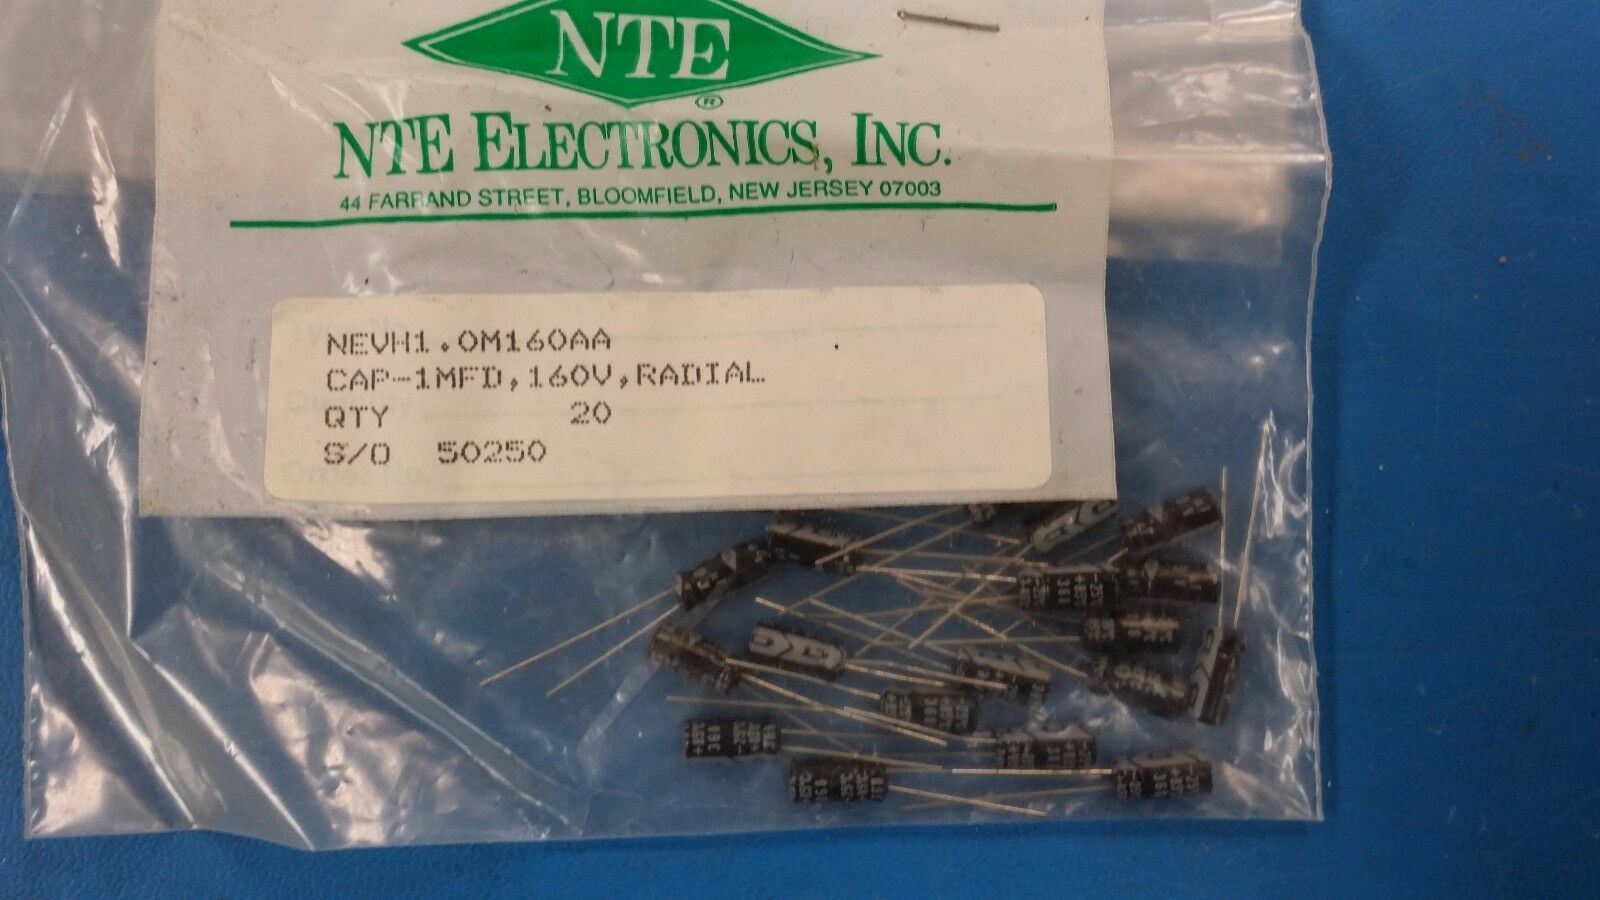 NTE
®
NTE ELECTRONICS, INC.
44 FARRAND STREET, BLOOMFIELD, NEW JERSEY 07003
NEVH1.0M160AA
CAP-1MFD,160V,RADIAL
QTY 20
S/O 50250